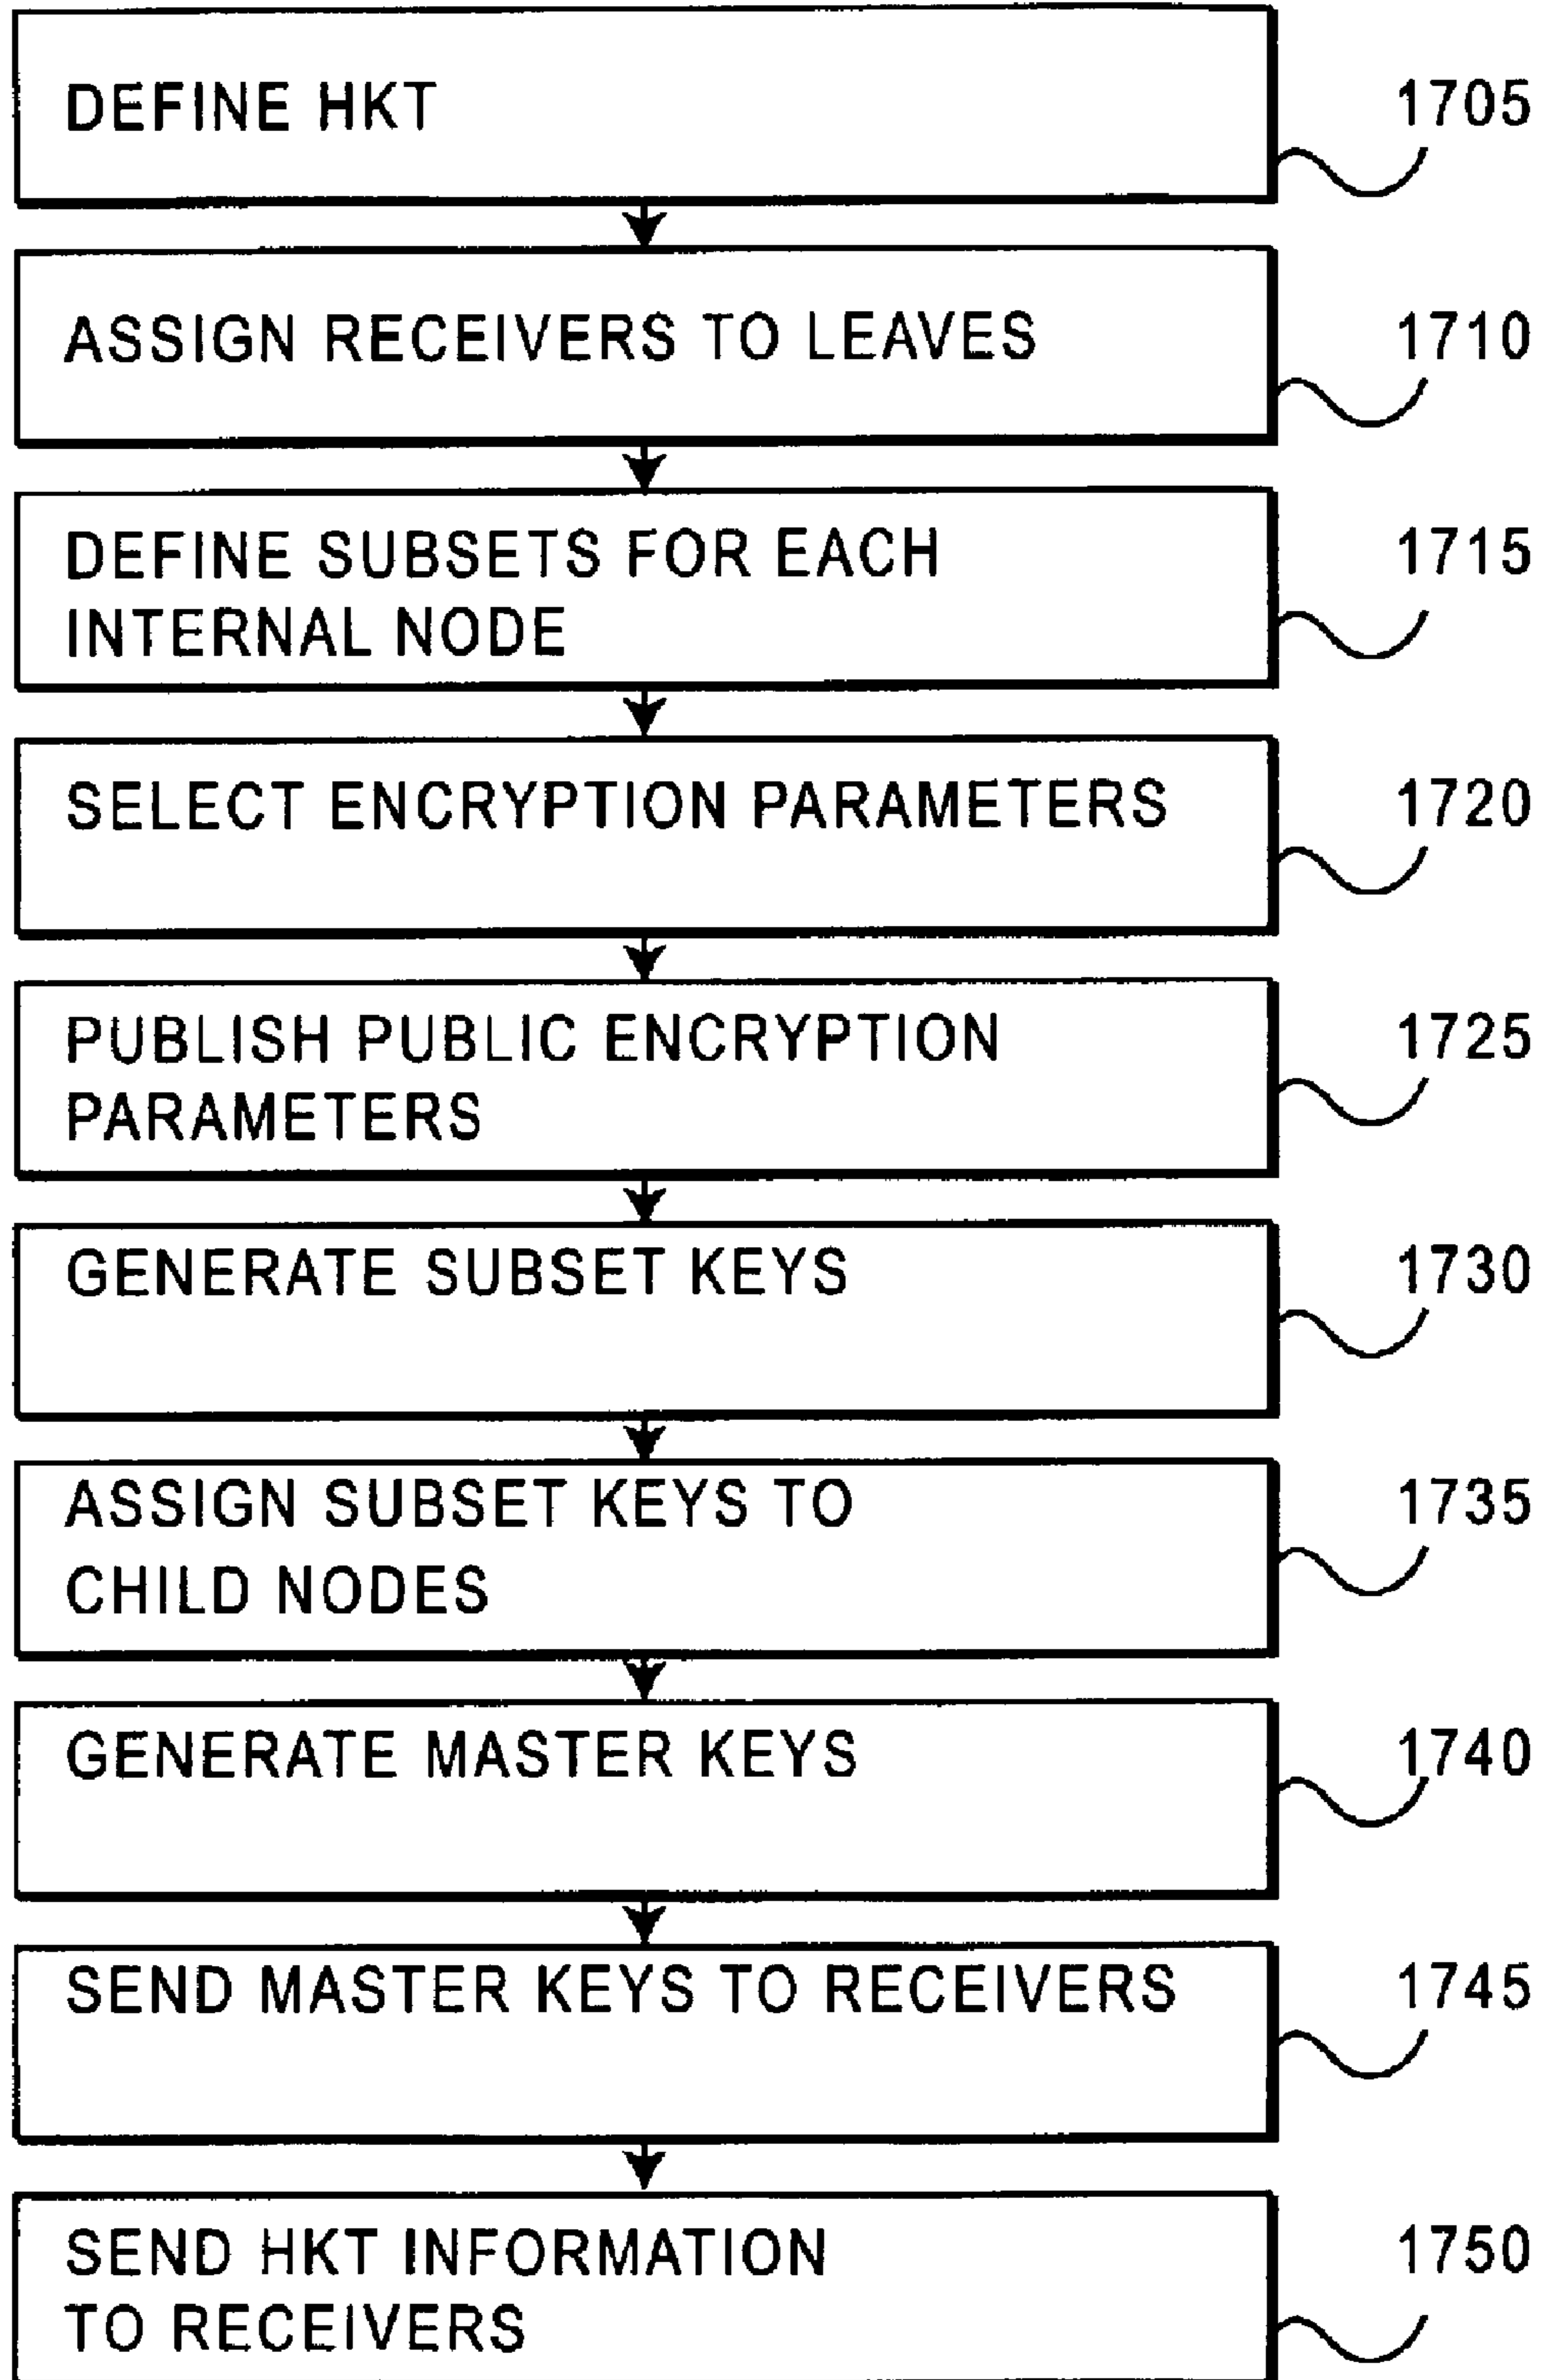 DEFINE HKT
1705
ASSIGN RECEIVERS TO LEAVES
1710
DEFINE SUBSETS FOR EACH
INTERNAL NODE
1715
SELECT ENCRYPTION PARAMETERS
1720
PUBLISH PUBLIC ENCRYPTION
PARAMETERS
1725
GENERATE SUBSET KEYS
1730
ASSIGN SUBSET KEYS TO
CHILD NODES
1735
GENERATE MASTER KEYS
1740
SEND MASTER KEYS TO RECEIVERS
1745
SEND HKT INFORMATION
TO RECEIVERS
1750